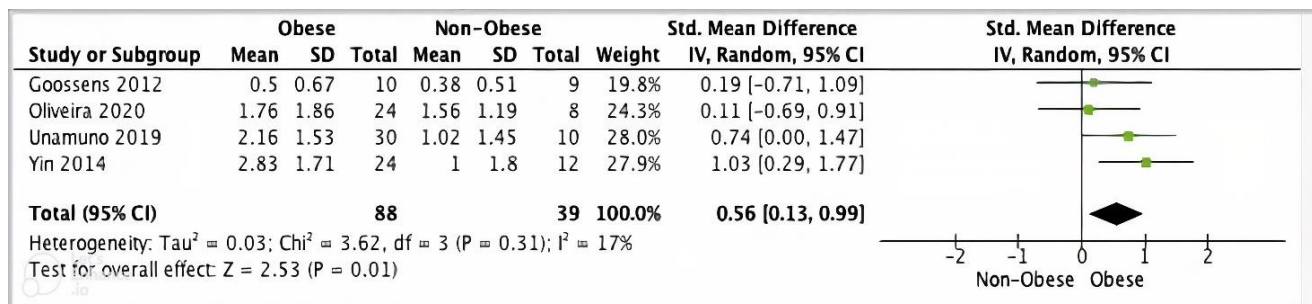 Obese Non-Obese Std. Mean Difference Std. Mean Difference
Study or Subgroup Mean SD Total Mean SD Total Weight IV, Random, 95% CI IV, Random, 95% CI
Goossens 2012 0.5 0.67 10 0.38 0.51 9 19.8% 0.19 [-0.71, 1.09]
Oliveira 2020 1.76 1.86 24 1.56 1.19 8 24.3% 0.11 [-0.69, 0.91]
Unamuno 2019 2.16 1.53 30 1.02 1.45 10 28.0% 0.74 [0.00, 1.47]
Yin 2014 2.83 1.71 24 1 1.8 12 27.9% 1.03 [0.29, 1.77]
Total (95% CI) 88 39 100.0% 0.56 [0.13, 0.99]
Heterogeneity: Tau² = 0.03; Chi² = 3.62, df = 3 (P = 0.31); I² = 17%
Test for overall effect: Z = 2.53 (P = 0.01)
-2 -1 0 1 2
Non-Obese Obese
.io